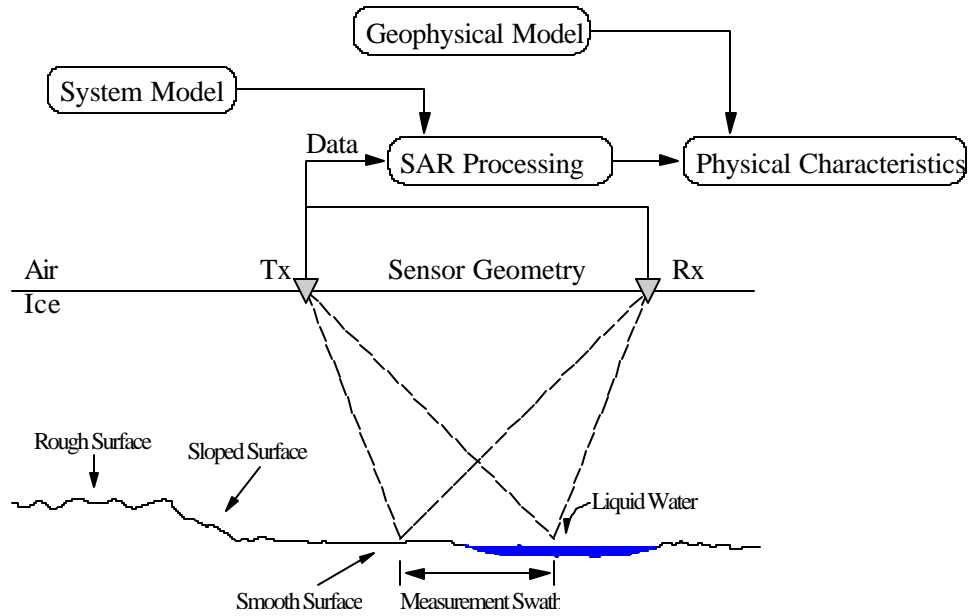 Geophysical Model
System Model
Data
SAR Processing
Physical Characteristics
Air
Tx
Sensor Geometry
Rx
Ice
Rough Surface
Sloped Surface
Liquid Water
Smooth Surface
Measurement Swath